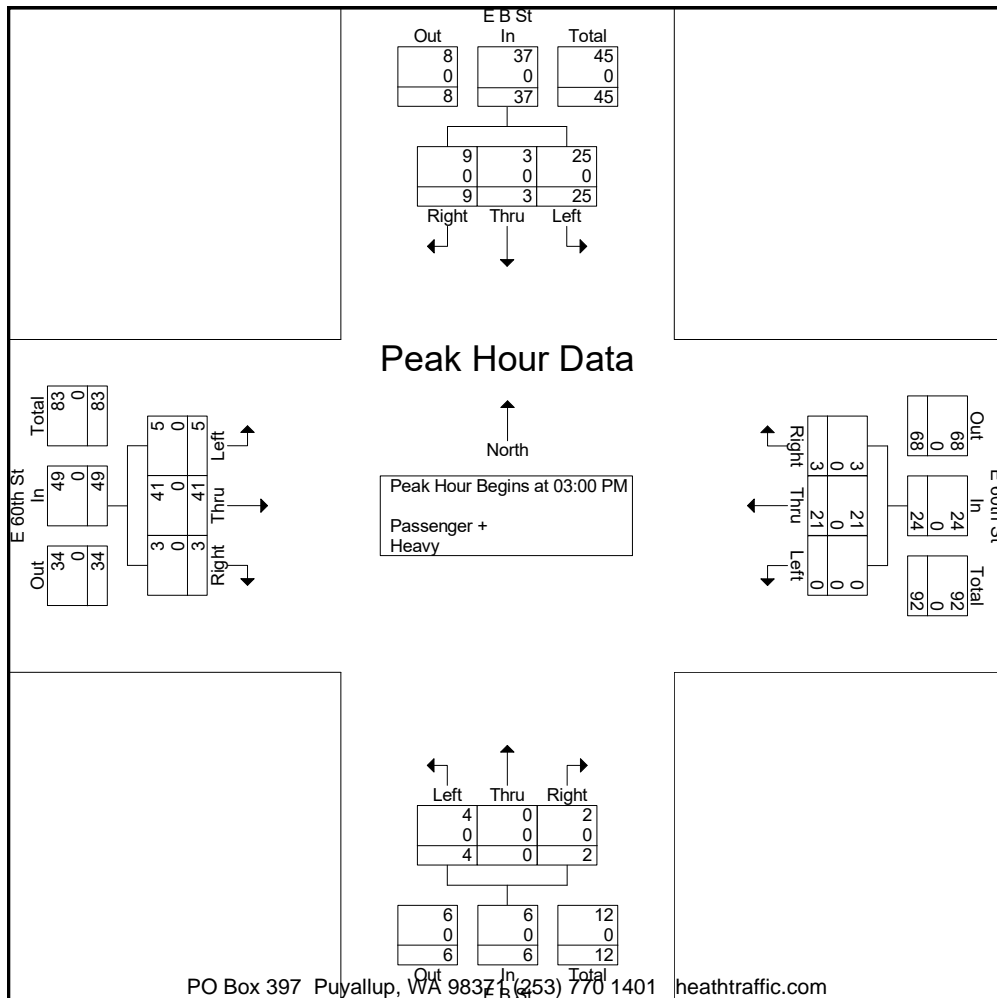 E B St
Out In Total
8 37 45
0 0 0
8 37 45
9 3 25
0 0 0
9 3 25
Right Thru Left
Peak Hour Data
North
Peak Hour Begins at 03:00 PM
Passenger +
Heavy
E 60th St
Out In Total
34 49 83
0 0 0
34 49 83
Right Thru Left
3 41 5
0 0 0
3 41 5
E 60th St
Out In Total
68 24 92
0 0 0
68 24 92
3 21 0
0 0 0
3 21 0
Right Thru Left
Left Thru Right
4 0 2
0 0 0
4 0 2
6 6 12
0 0 0
6 6 12
Out In Total
E B St
PO Box 397 Puyallup, WA 98371 (253) 770 1401 heathtraffic.com